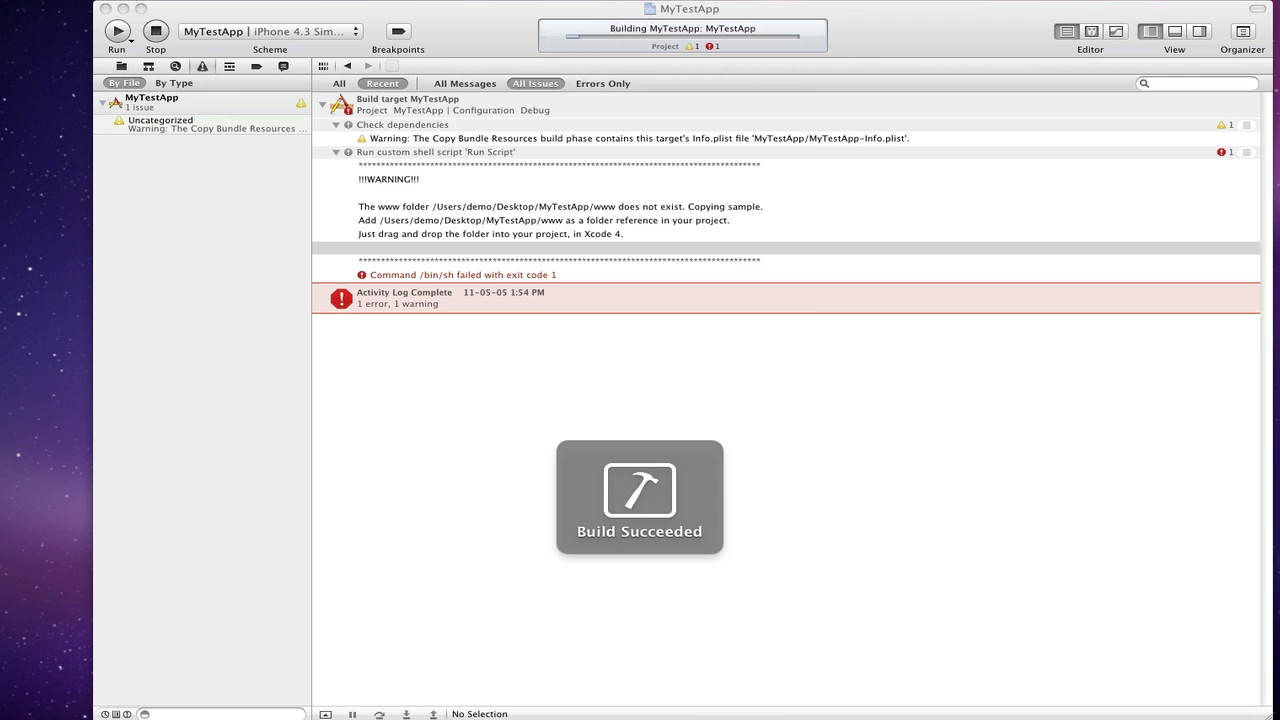 MyTestApp
MyTestApp | iPhone 4.3 Sim...
Building MyTestApp: MyTestApp
Project 1 1
Run Stop Scheme Breakpoints Editor View Organizer
By File By Type
All Recent All Messages All Issues Errors Only
MyTestApp
1 issue
Uncategorized
Warning: The Copy Bundle Resources ...
Build target MyTestApp
Project MyTestApp | Configuration Debug
Check dependencies 1
Warning: The Copy Bundle Resources build phase contains this target's Info.plist file 'MyTestApp/MyTestApp-Info.plist'.
Run custom shell script 'Run Script' 1
!!!WARNING!!!
The www folder /Users/demo/Desktop/MyTestApp/www does not exist. Copying sample.
Add /Users/demo/Desktop/MyTestApp/www as a folder reference in your project.
Just drag and drop the folder into your project, in Xcode 4.
Command /bin/sh failed with exit code 1
Activity Log Complete 11-05-05 1:54 PM
1 error, 1 warning
Build Succeeded
No Selection